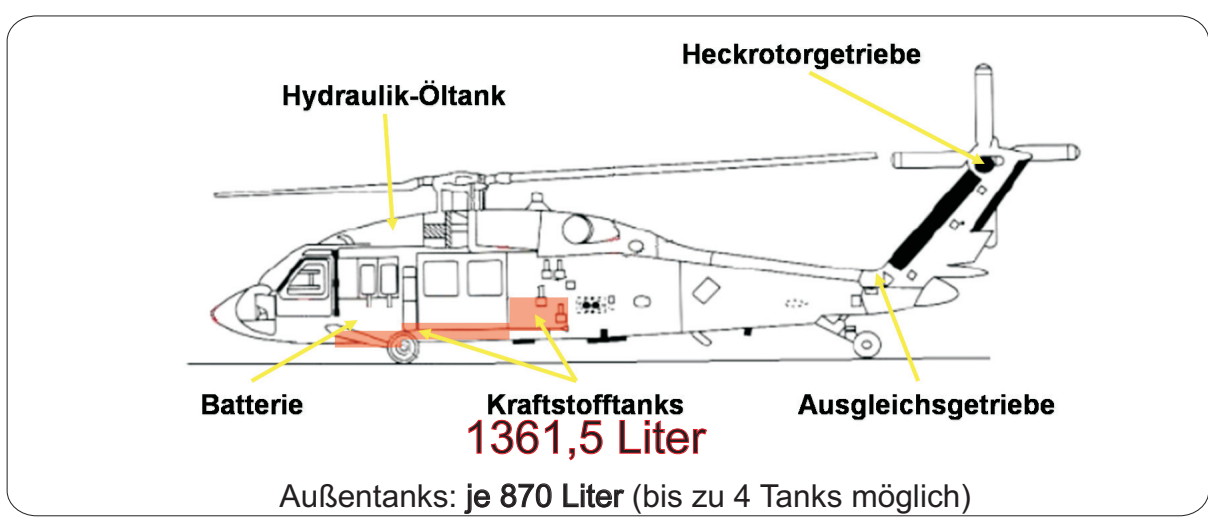 Heckrotorgetriebe
Hydraulik-Öltank
Batterie
Kraftstofftanks
Ausgleichsgetriebe
1361,5 Liter
Außentanks: je 870 Liter (bis zu 4 Tanks möglich)